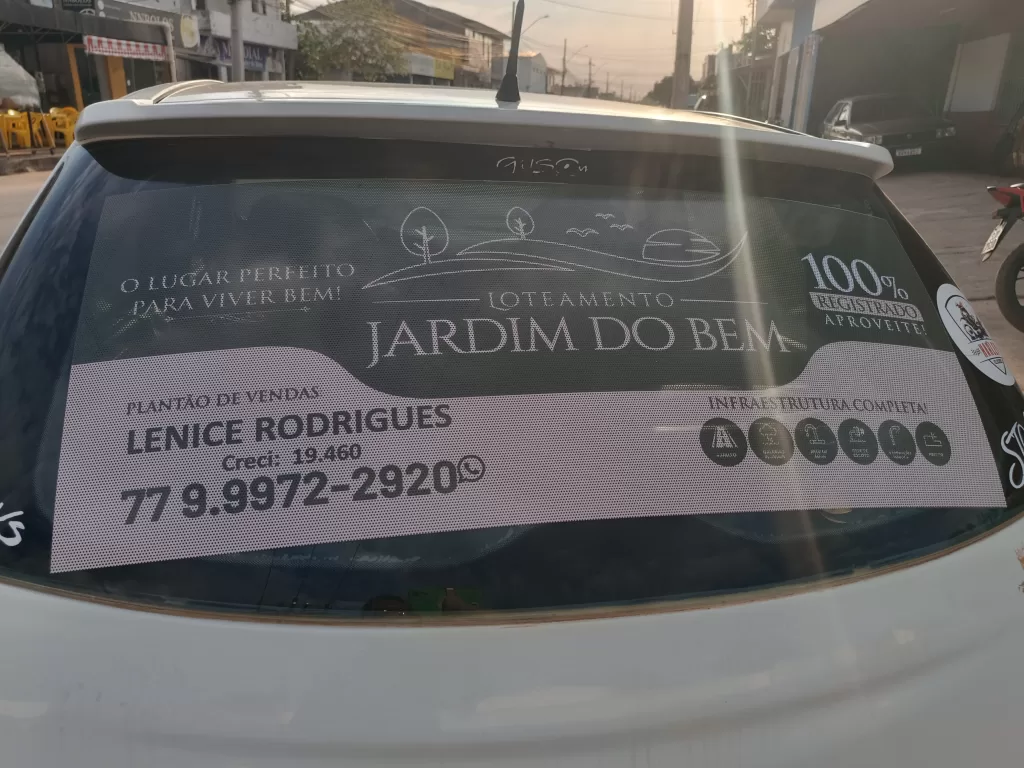 GILSON
O LUGAR PERFEITO
PARA VIVER BEM!
LOTEAMENTO
JARDIM DO BEM
100%
REGISTRADO
APROVEITE!
PLANTÃO DE VENDAS
LENICE RODRIGUES
Creci: 19.460
77 9.9972-2920
INFRAESTRUTURA COMPLETA!